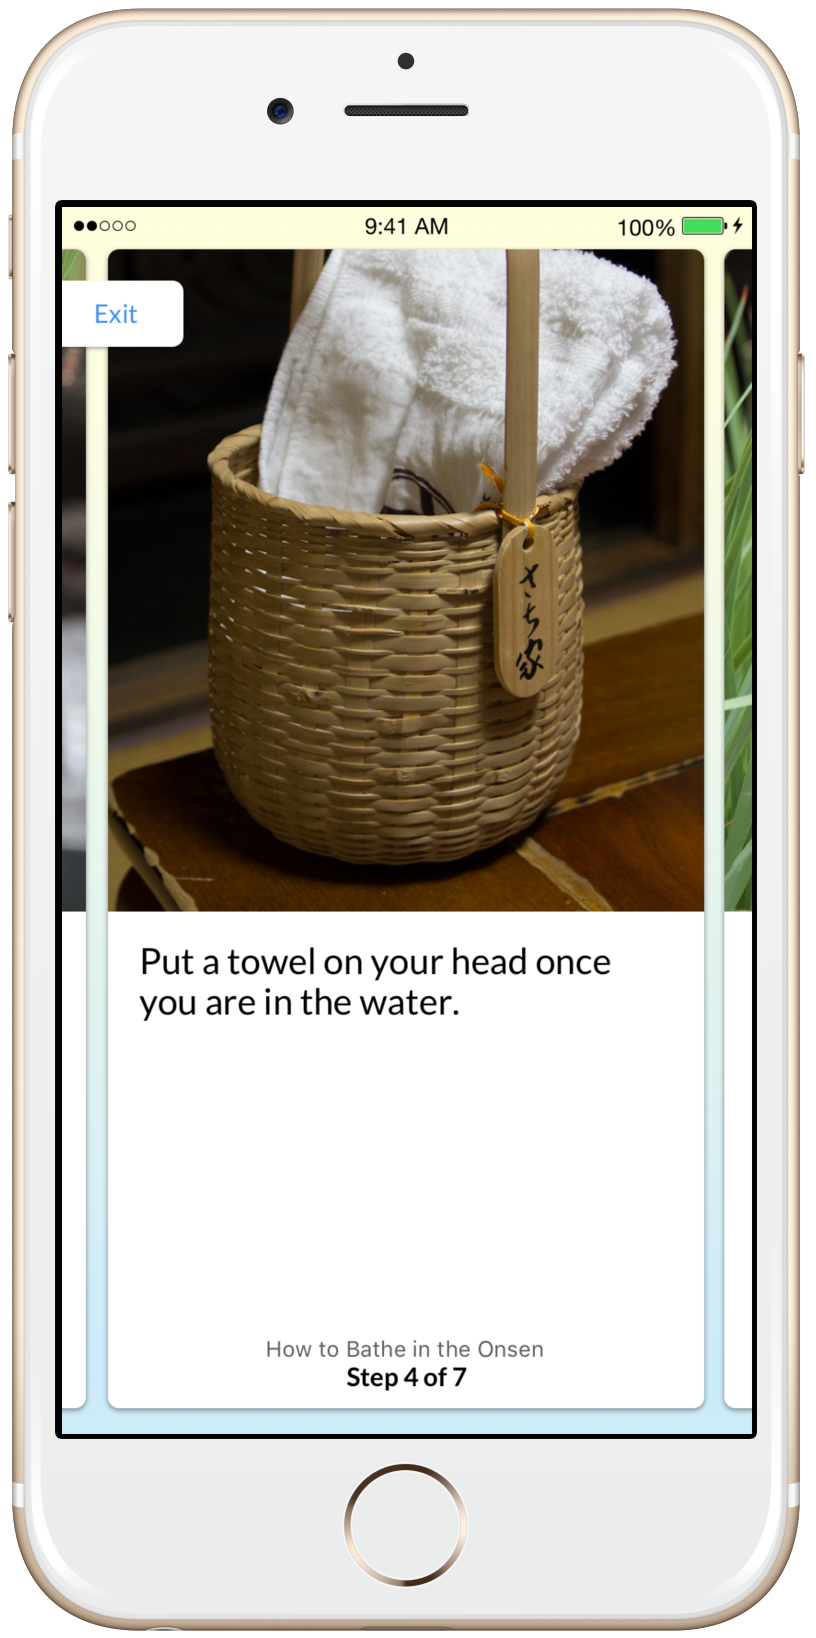 9:41 AM
100%
Exit
さち家
Put a towel on your head once
you are in the water.
How to Bathe in the Onsen
Step 4 of 7